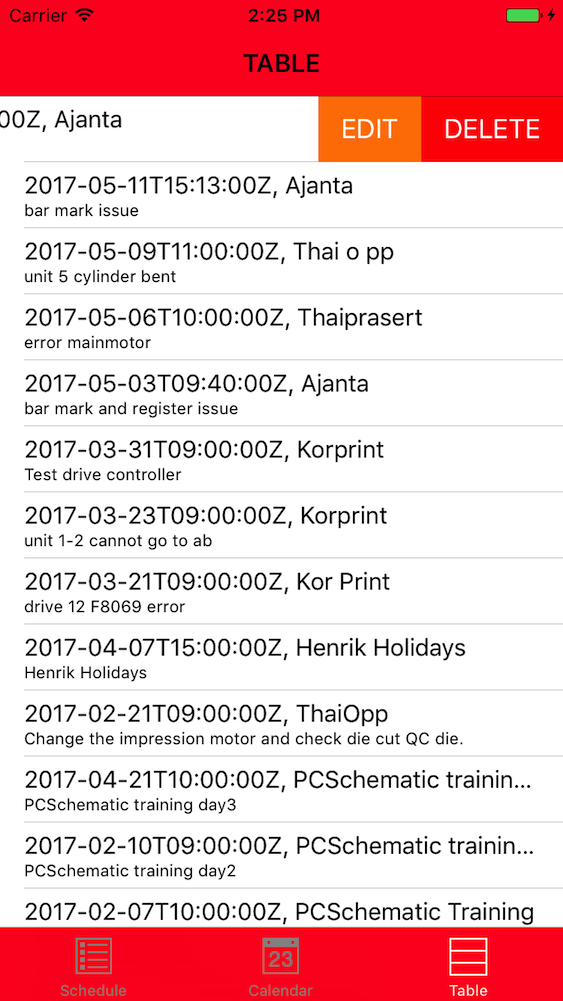 Carrier 2:25 PM
TABLE
00Z, Ajanta EDIT DELETE
2017-05-11T15:13:00Z, Ajanta
bar mark issue
2017-05-09T11:00:00Z, Thai o pp
unit 5 cylinder bent
2017-05-06T10:00:00Z, Thaiprasert
error mainmotor
2017-05-03T09:40:00Z, Ajanta
bar mark and register issue
2017-03-31T09:00:00Z, Korprint
Test drive controller
2017-03-23T09:00:00Z, Korprint
unit 1-2 cannot go to ab
2017-03-21T09:00:00Z, Kor Print
drive 12 F8069 error
2017-04-07T15:00:00Z, Henrik Holidays
Henrik Holidays
2017-02-21T09:00:00Z, ThaiOpp
Change the impression motor and check die cut QC die.
2017-04-21T10:00:00Z, PCSchematic trainin...
PCSchematic training day3
2017-02-10T09:00:00Z, PCSchematic trainin...
PCSchematic training day2
2017-02-07T10:00:00Z, PCSchematic Training
23
Schedule Calendar Table